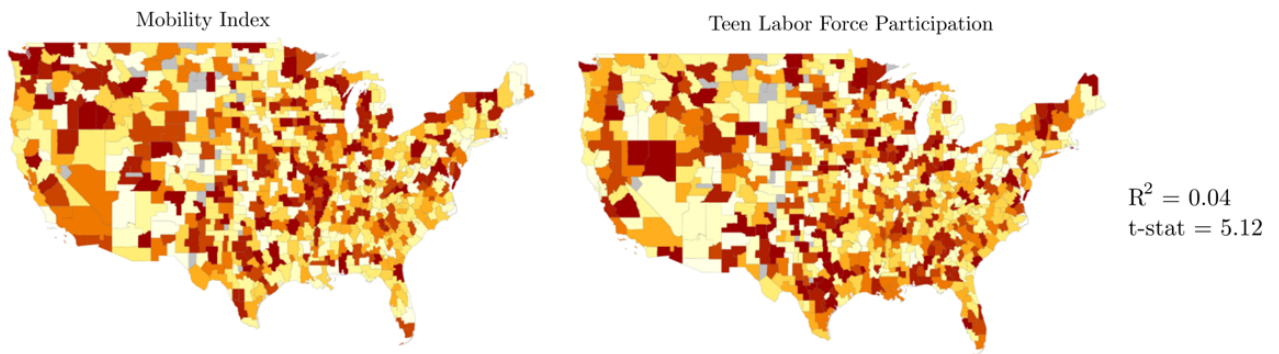 Mobility Index
Teen Labor Force Participation
R² = 0.04
t-stat = 5.12